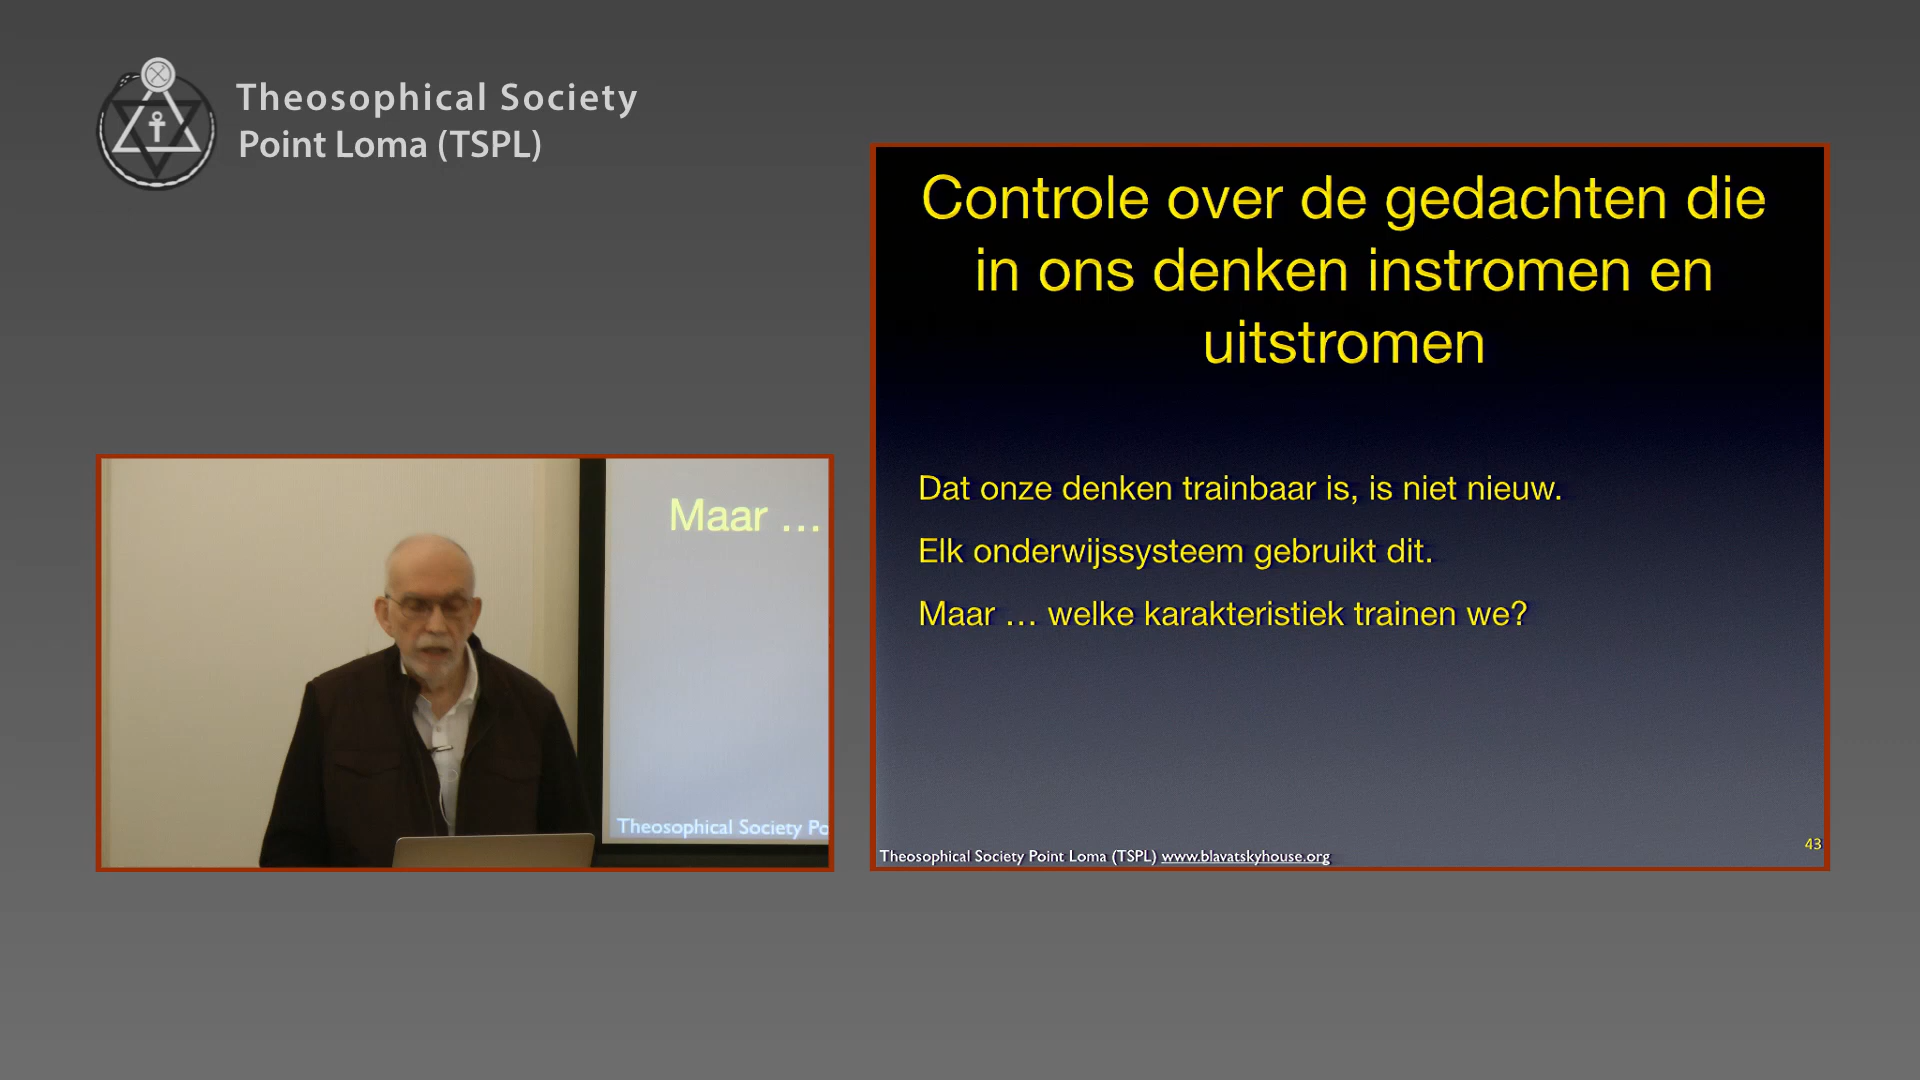 Theosophical Society
Point Loma (TSPL)
Controle over de gedachten die
in ons denken instromen en
uitstromen
Dat onze denken trainbaar is, is niet nieuw.
Elk onderwijssysteem gebruikt dit.
Maar … welke karakteristiek trainen we?
Theosophical Society Point Loma (TSPL) www.blavatskyhouse.org
43
Maar …
Theosophical Society Po